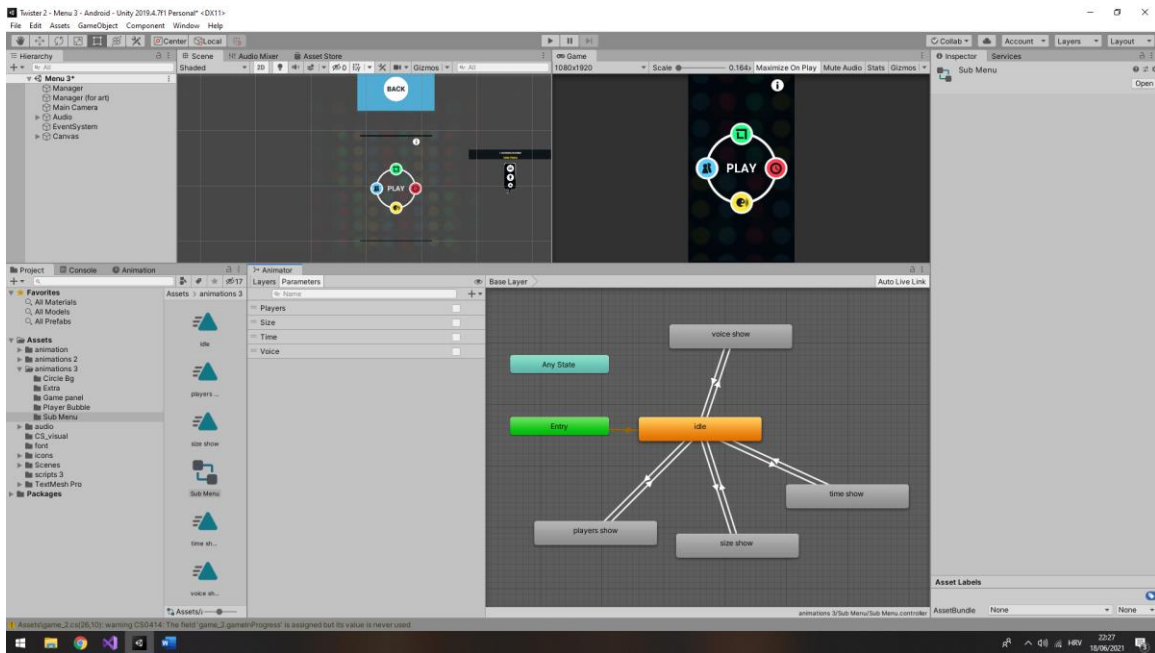 Twister 2 - Menu 3 - Android - Unity 2019.4.7f1 Personal* <DX11>
File Edit Assets GameObject Component Window Help
Center Local
Collab Account Layers Layout
Hierarchy
All
Menu 3*
Manager
Manager (for art)
Main Camera
Audio
EventSystem
Canvas
Scene Audio Mixer Asset Store
Shaded 2D 0 Gizmos All
BACK
PLAY
Game
1080x1920 Scale 0.164x Maximize On Play Mute Audio Stats Gizmos
PLAY
Inspector Services
Sub Menu
Open
Project Console Animation
17
Favorites
All Materials
All Models
All Prefabs
Assets
animation
animations 2
animations 3
Circle Bg
Extra
Game panel
Player Bubble
Sub Menu
audio
CS_visual
font
icons
Scenes
scripts 3
TextMesh Pro
Packages
Assets > animations 3
idle
players ...
size show
Sub Menu
time sh...
voice sh...
Assets/
Animator
Layers Parameters
Name
Players
Size
Time
Voice
Base Layer Auto Live Link
voice show
Any State
Entry
idle
time show
players show
size show
animations 3/Sub Menu/Sub Menu.controller
Asset Labels
AssetBundle None None
Assets\game_2.cs(26,10): warning CS0414: The field 'game_2.gameInProgress' is assigned but its value is never used
HRV
22:27
18/06/2021